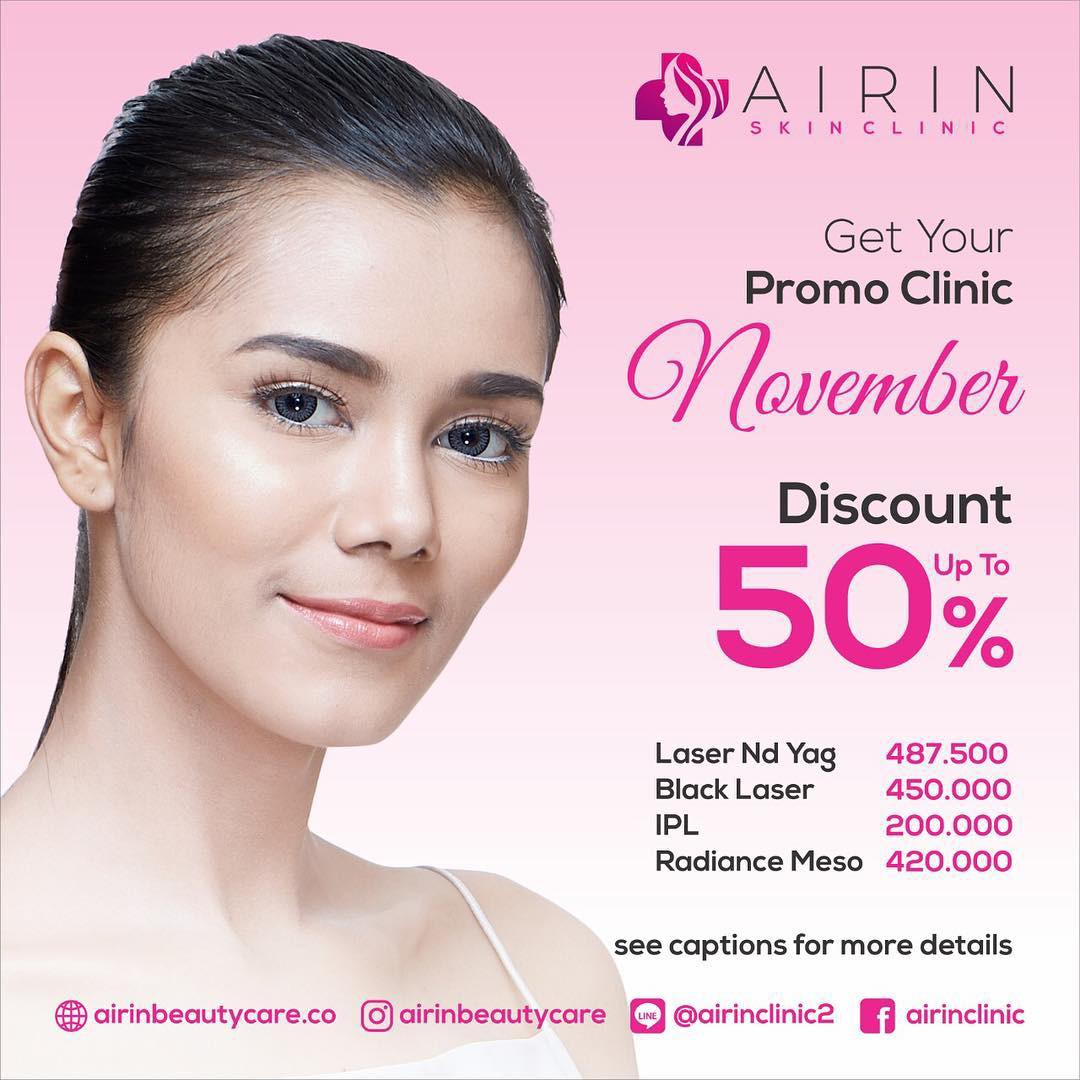 AIRIN
SKINCLINIC
Get Your
Promo Clinic
November
Discount
Up To
50%
Laser Nd Yag 487.500
Black Laser 450.000
IPL 200.000
Radiance Meso 420.000
see captions for more details
airinbeautycare.co airinbeautycare LINE @airinclinic2 airinclinic